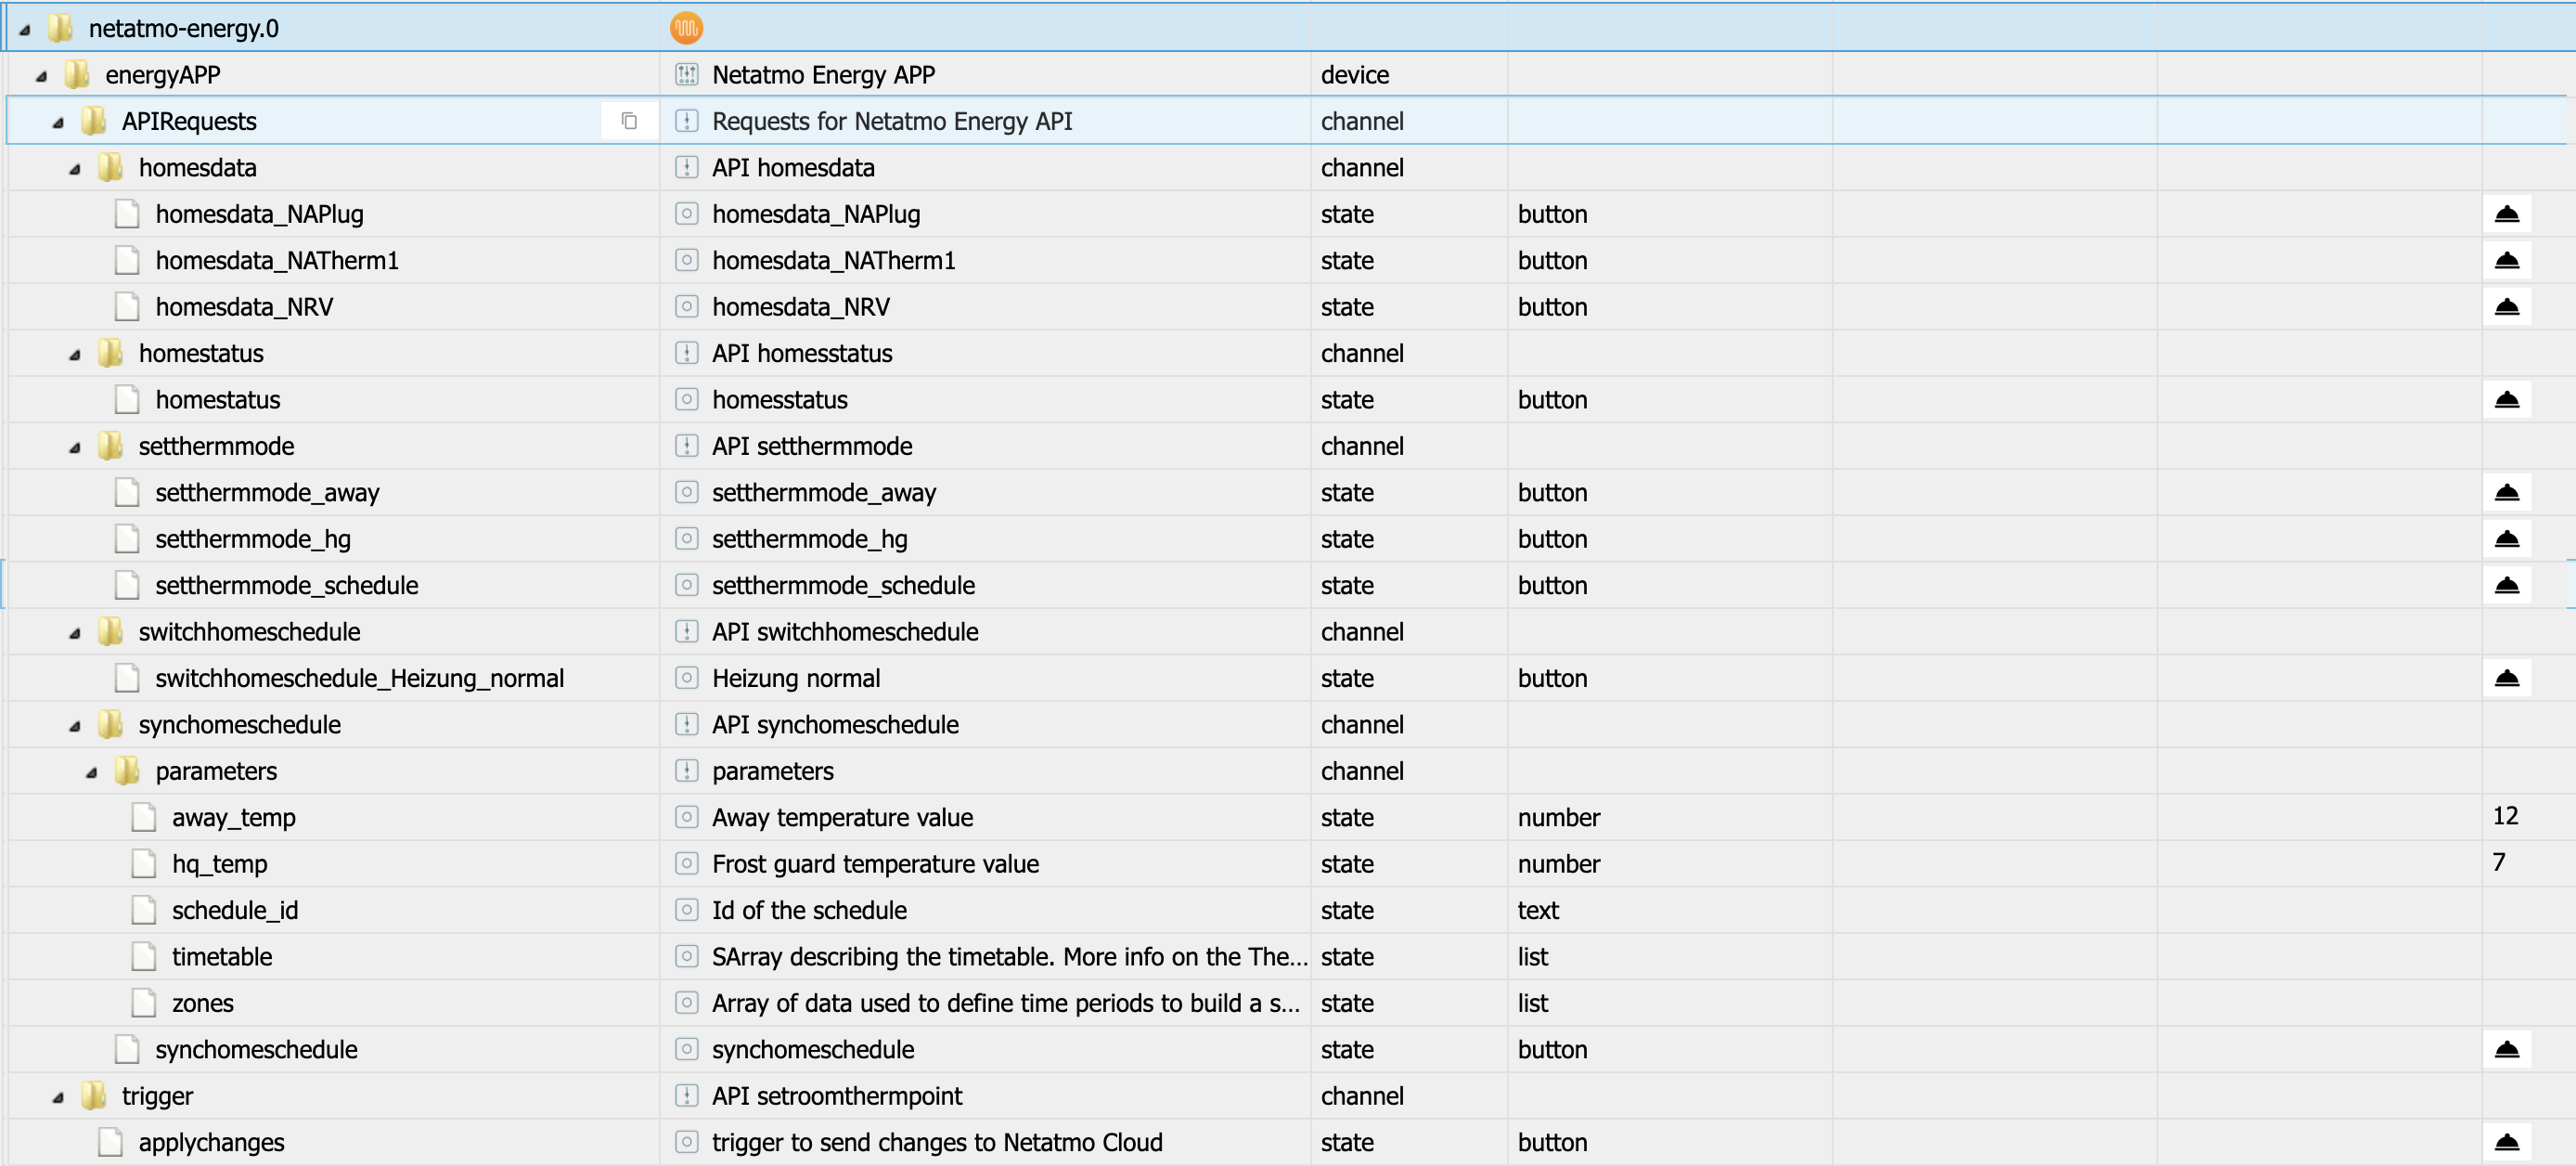 netatmo-energy.0
energyAPP Netatmo Energy APP device
APIRequests Requests for Netatmo Energy API channel
homesdata API homesdata channel
homesdata_NAPlug homesdata_NAPlug state button
homesdata_NATherm1 homesdata_NATherm1 state button
homesdata_NRV homesdata_NRV state button
homestatus API homesstatus channel
homestatus homesstatus state button
setthermmode API setthermmode channel
setthermmode_away setthermmode_away state button
setthermmode_hg setthermmode_hg state button
setthermmode_schedule setthermmode_schedule state button
switchhomeschedule API switchhomeschedule channel
switchhomeschedule_Heizung_normal Heizung normal state button
synchomeschedule API synchomeschedule channel
parameters parameters channel
away_temp Away temperature value state number 12
hq_temp Frost guard temperature value state number 7
schedule_id Id of the schedule state text
timetable SArray describing the timetable. More info on the The... state list
zones Array of data used to define time periods to build a s... state list
synchomeschedule synchomeschedule state button
trigger API setroomthermpoint channel
applychanges trigger to send changes to Netatmo Cloud state button